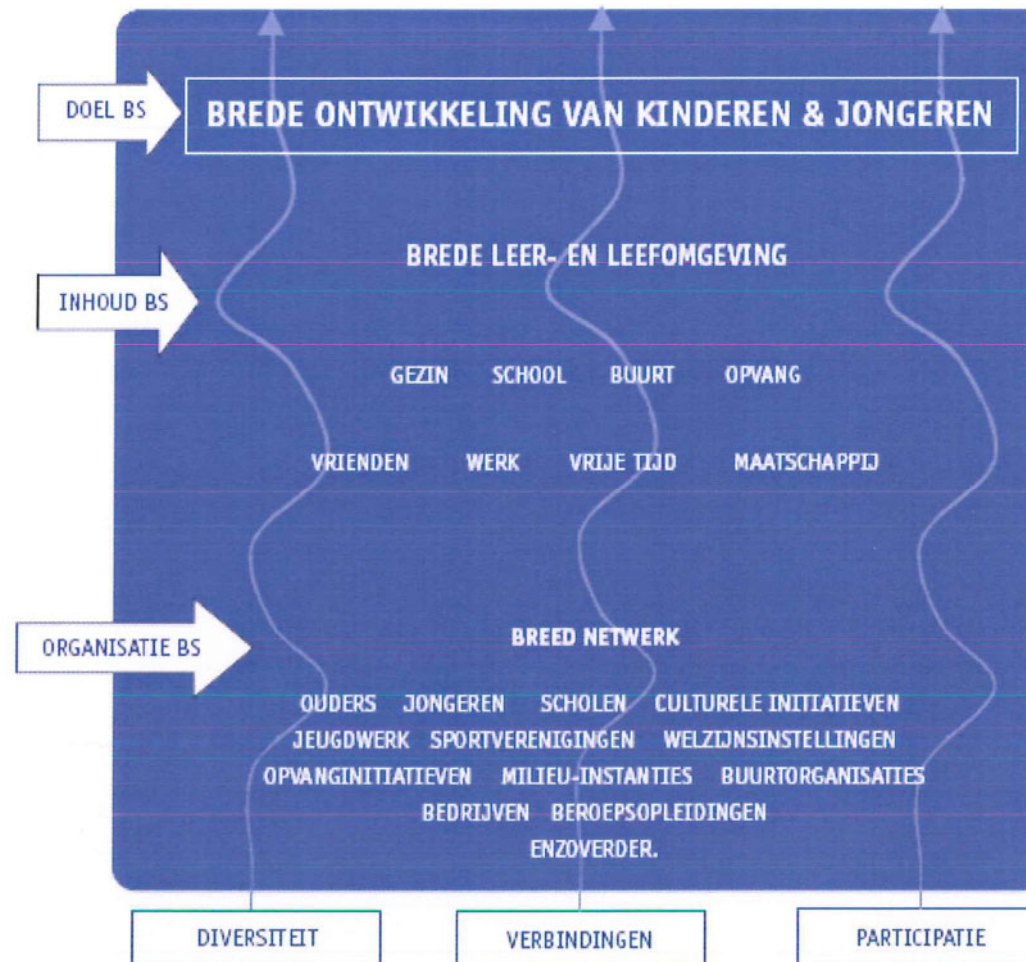 DOEL BS
BREDE ONTWIKKELING VAN KINDEREN & JONGEREN
BREDE LEER- EN LEEFOMGEVING
INHOUD BS
GEZIN SCHOOL BUURT OPVANG
VRIENDEN WERK VRIJE TIJD MAATSCHAPPIJ
ORGANISATIE BS
BREED NETWERK
OUDERS JONGEREN SCHOLEN CULTURELE INITIATIEVEN
JEUGDWERK SPORTVERENIGINGEN WELZIJNSINSTELLINGEN
OPVANGINITIATIEVEN MILIEU-INSTANTIES BUURTORGANISATIES
BEDRIJVEN BEROEPSOPLEIDINGEN
ENZOVERDER.
DIVERSITEIT VERBINDINGEN PARTICIPATIE